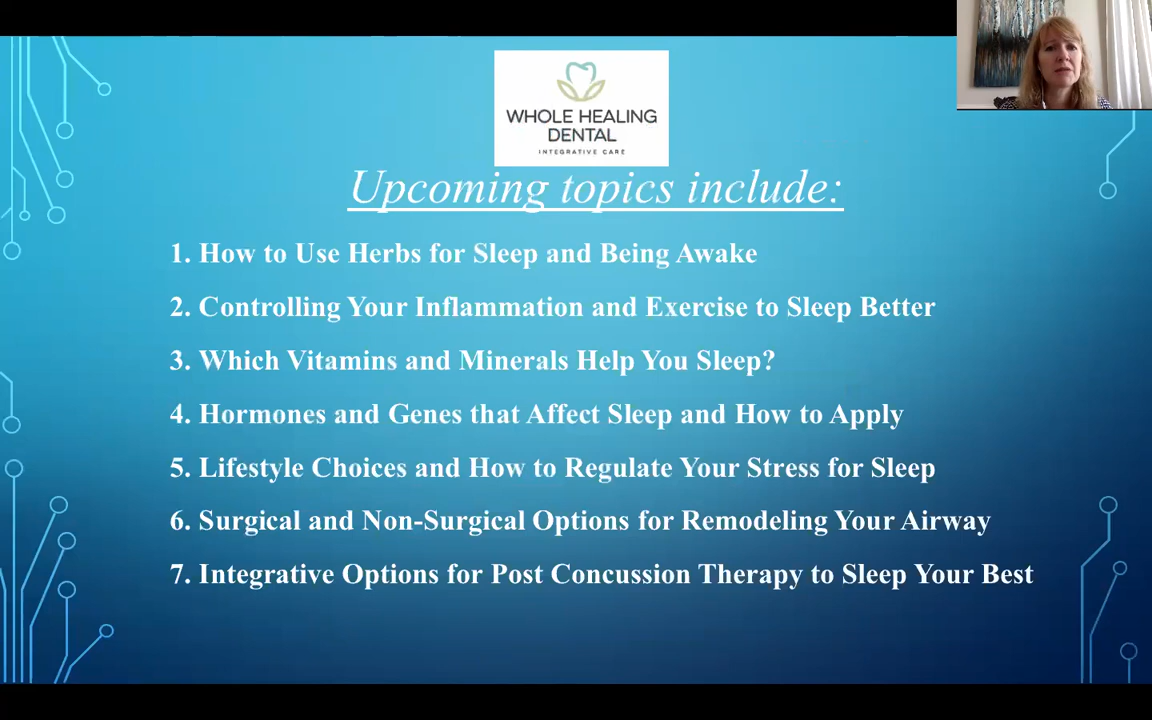 WHOLE HEALING
DENTAL
INTEGRATIVE CARE
Upcoming topics include:
1. How to Use Herbs for Sleep and Being Awake
2. Controlling Your Inflammation and Exercise to Sleep Better
3. Which Vitamins and Minerals Help You Sleep?
4. Hormones and Genes that Affect Sleep and How to Apply
5. Lifestyle Choices and How to Regulate Your Stress for Sleep
6. Surgical and Non-Surgical Options for Remodeling Your Airway
7. Integrative Options for Post Concussion Therapy to Sleep Your Best